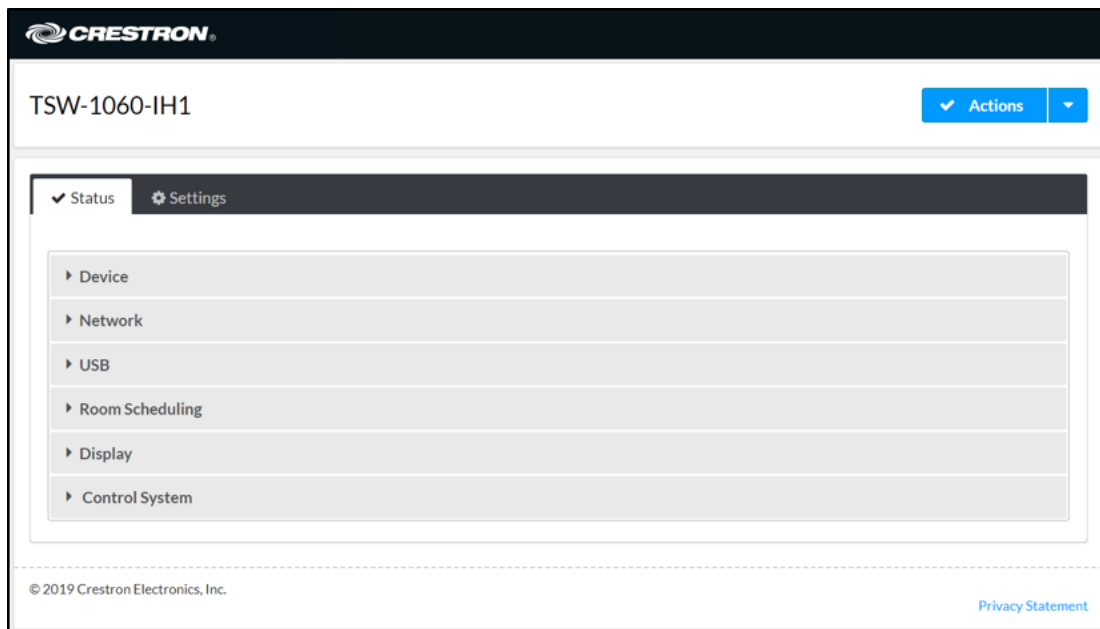 CRESTRON®
TSW-1060-IH1
Actions
Status
Settings
Device
Network
USB
Room Scheduling
Display
Control System
© 2019 Crestron Electronics, Inc.
Privacy Statement